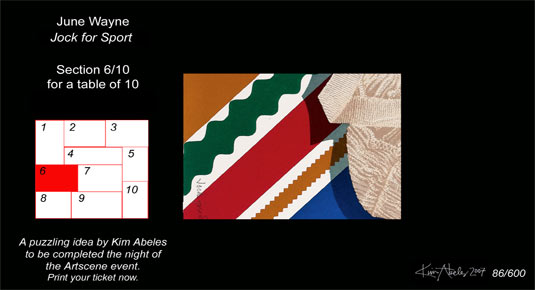 June Wayne
Jock for Sport
Section 6/10
for a table of 10
1 2 3
4 5
6 7
8 9 10
A puzzling idea by Kim Abeles
to be completed the night of
the Artscene event.
Print your ticket now.
Kim Abeles 2007 86/600